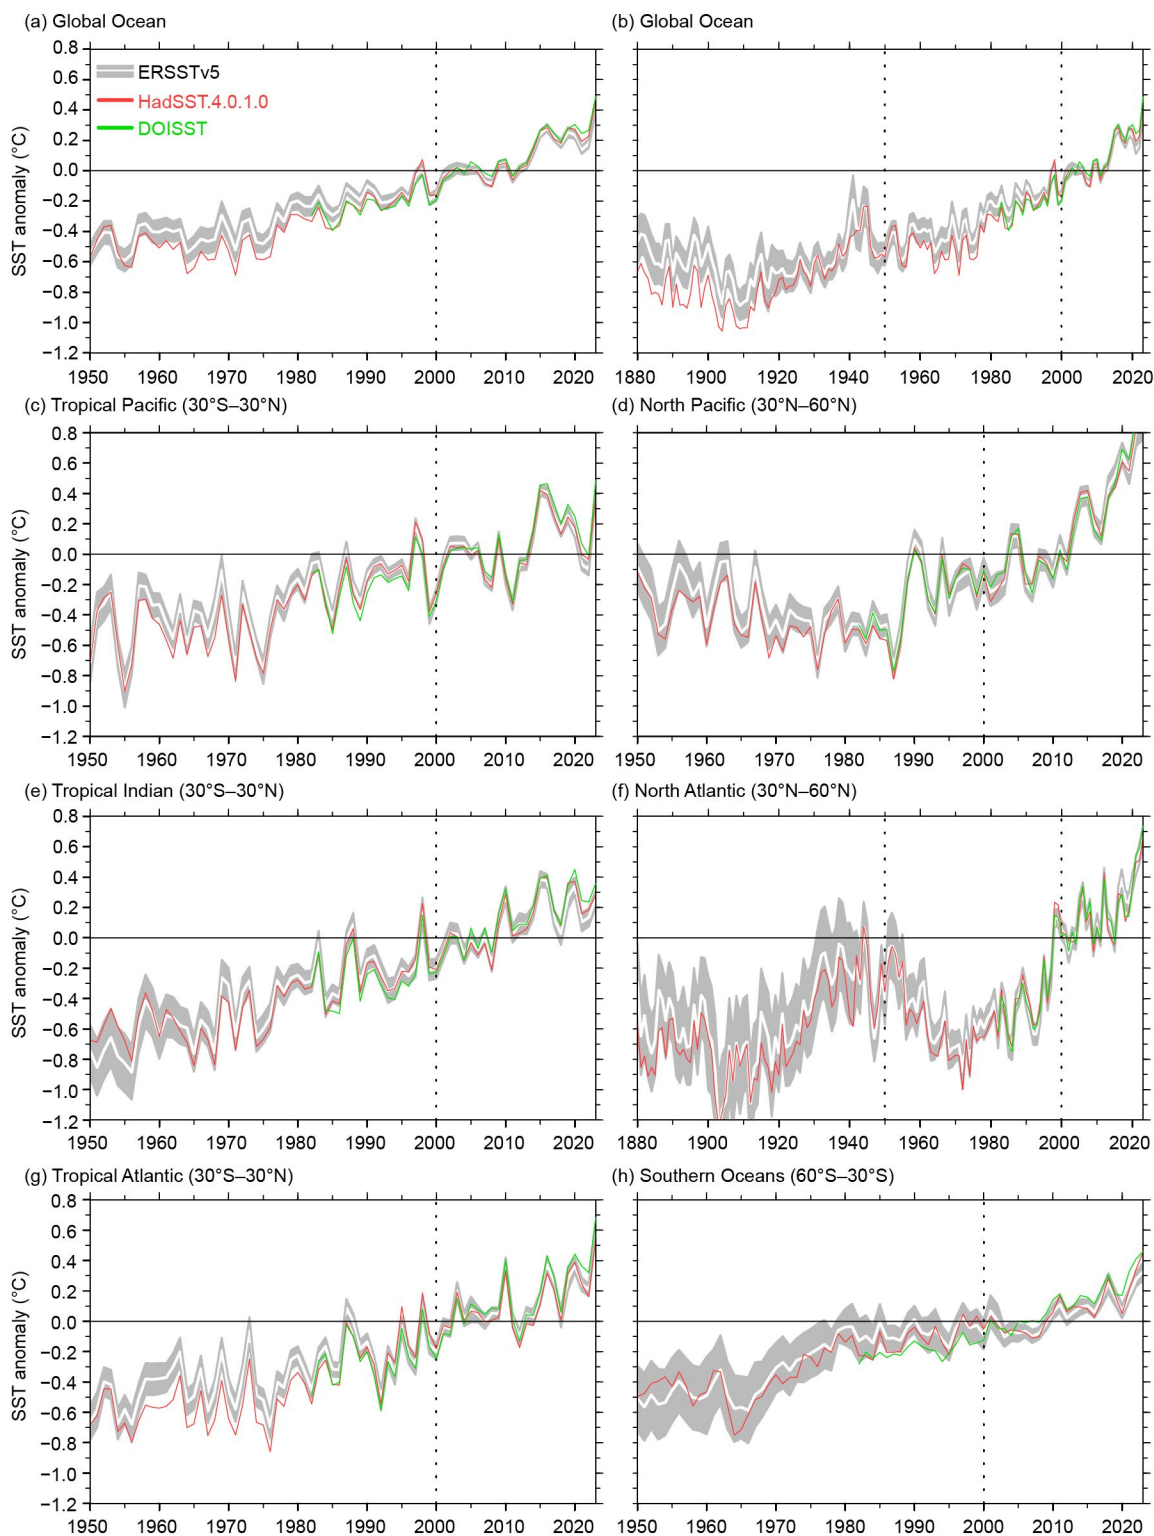 (a) Global Ocean
0.8
0.6
0.4
0.2
0.0
−0.2
−0.4
−0.6
−0.8
−1.0
−1.2
SST anomaly (°C)
ERSSTv5
HadSST.4.0.1.0
DOISST
1950 1960 1970 1980 1990 2000 2010 2020
(b) Global Ocean
1880 1900 1920 1940 1960 1980 2000 2020
(c) Tropical Pacific (30°S–30°N)
0.8
0.6
0.4
0.2
0.0
−0.2
−0.4
−0.6
−0.8
−1.0
−1.2
SST anomaly (°C)
1950 1960 1970 1980 1990 2000 2010 2020
(d) North Pacific (30°N–60°N)
1950 1960 1970 1980 1990 2000 2010 2020
(e) Tropical Indian (30°S–30°N)
0.8
0.6
0.4
0.2
0.0
−0.2
−0.4
−0.6
−0.8
−1.0
−1.2
SST anomaly (°C)
1950 1960 1970 1980 1990 2000 2010 2020
(f) North Atlantic (30°N–60°N)
1880 1900 1920 1940 1960 1980 2000 2020
(g) Tropical Atlantic (30°S–30°N)
0.8
0.6
0.4
0.2
0.0
−0.2
−0.4
−0.6
−0.8
−1.0
−1.2
SST anomaly (°C)
1950 1960 1970 1980 1990 2000 2010 2020
(h) Southern Oceans (60°S–30°S)
1950 1960 1970 1980 1990 2000 2010 2020